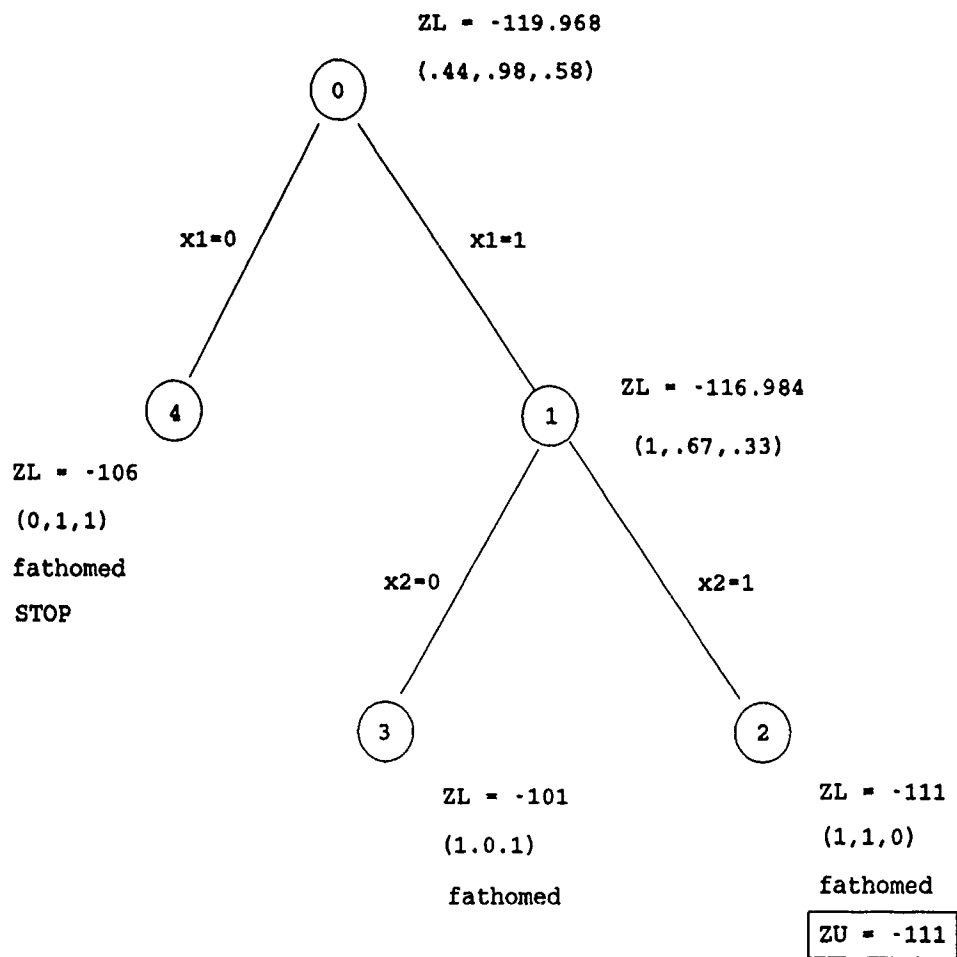 ZL = -119.968
(.44,.98,.58)
0
x1=0
x1=1
4
1
ZL = -116.984
(1,.67,.33)
ZL = -106
(0,1,1)
fathomed
STOP
x2=0
x2=1
3
2
ZL = -101
(1.0.1)
fathomed
ZL = -111
(1,1,0)
fathomed
ZU = -111